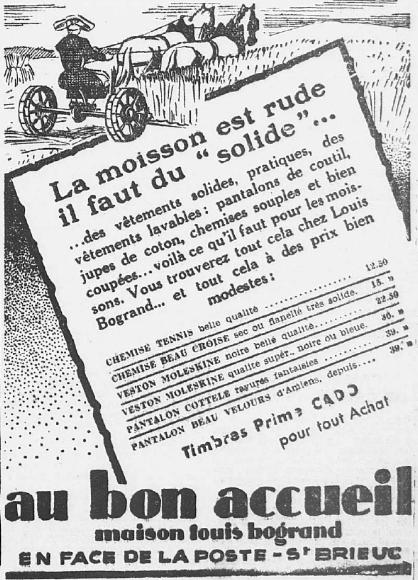 La moisson est rude
il faut du "solide"...
...des vêtements solides, pratiques, des
vêtements lavables: pantalons de coutil,
jupes de coton, chemises souples et bien
coupées... voilà ce qu'il faut pour les mois-
sons. Vous trouverez tout cela chez Louis
Bogrand... et tout cela à des prix bien
modestes:
CHEMISE TENNIS belle qualité .............. 12.50
CHEMISE BEAU CROISE sec ou flanelle très solide. 15. »
VESTON MOLESKINE noire belle qualité......... 22.50
VESTON MOLESKINE qualité supér. noire ou bleue. 36. »
PANTALON COTTELE rayures fantaisies ........... 39. »
PANTALON BEAU VELOURS d'Amiens, depuis..... 39. »
Timbres Prime CADO
pour tout Achat
au bon accueil
maison louis bogrand
EN FACE DE LA POSTE - St BRIEUC